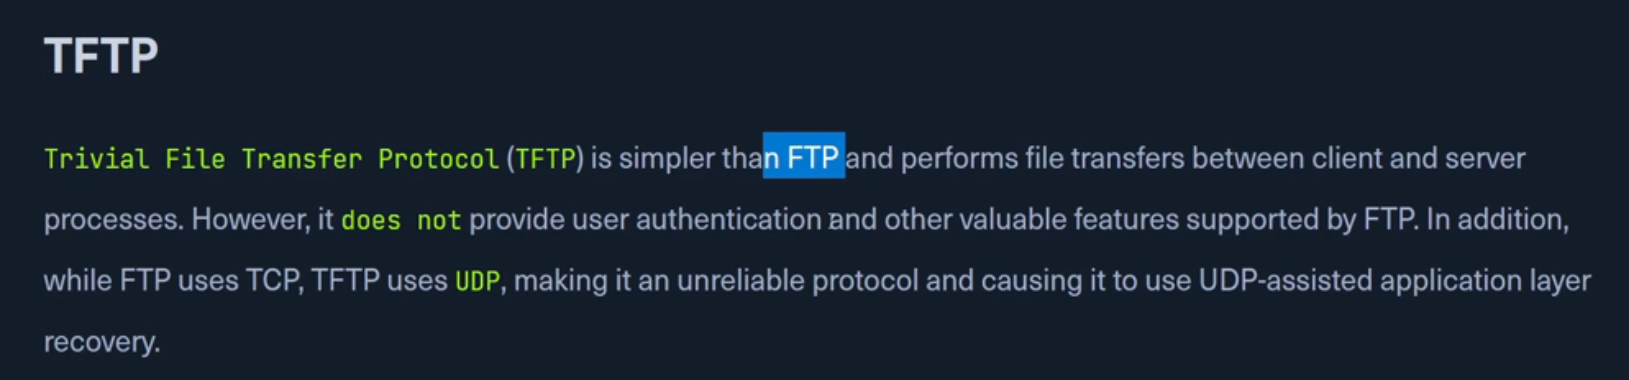 TFTP
Trivial File Transfer Protocol (TFTP) is simpler than FTP and performs file transfers between client and server
processes. However, it does not provide user authentication and other valuable features supported by FTP. In addition,
while FTP uses TCP, TFTP uses UDP, making it an unreliable protocol and causing it to use UDP-assisted application layer
recovery.